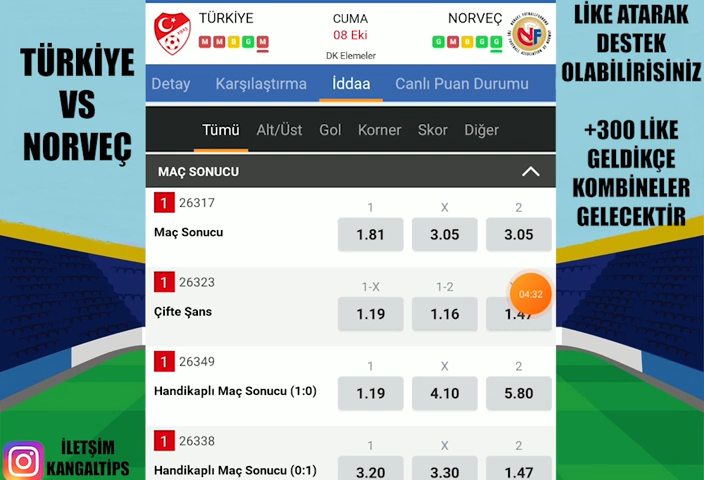 TÜRKİYE
VS
NORVEÇ
TÜRKİYE
M M B G M
CUMA
08 Eki
DK Elemeler
NORVEÇ
G M B G G
Detay Karşılaştırma İddaa Canlı Puan Durumu
Tümü Alt/Üst Gol Korner Skor Diğer
MAÇ SONUCU
1 26317 1 X 2
Maç Sonucu 1.81 3.05 3.05
1 26323 1-X 1-2
04:32
Çifte Şans 1.19 1.16 1.47
1 26349 1 X 2
Handikaplı Maç Sonucu (1:0) 1.19 4.10 5.80
1 26338 1 X 2
Handikaplı Maç Sonucu (0:1) 3.20 3.30 1.47
LİKE ATARAK
DESTEK
OLABİLİRİSİNİZ
+300 LİKE
GELDİKÇE
KOMBİNELER
GELECEKTİR
İLETŞİM
KANGALTİPS